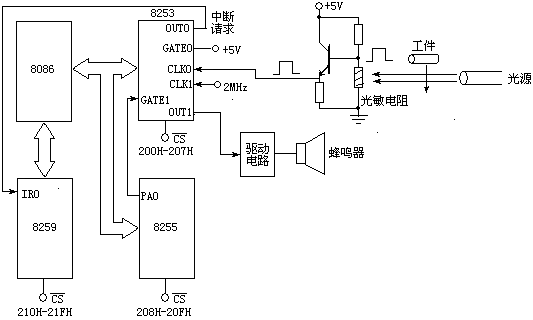 8253
中断
请求
+5V
8086
OUT0
GATE0
+5V
CLK0
CLK1
2MHz
GATE1
OUT1
CS
200H-207H
工件
光源
光敏电阻
驱动
电路
蜂鸣器
IR0
8259
CS
210H-21FH
PA0
8255
CS
208H-20FH